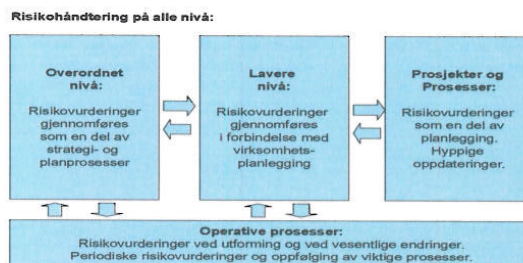 Risikohåndtering på alle nivå:
Overordnet
nivå:
Risikovurderinger
gjennomføres
som en del av
strategi- og
planprosesser
Lavere
nivå:
Risikovurderinger
gjennomføres
i forbindelse med
virksomhets-
planlegging
Prosjekter og
Prosesser:
Risikovurderinger
som en del av
planlegging.
Hyppige
oppdateringer.
Operative prosesser:
Risikovurderinger ved utforming og ved vesentlige endringer.
Periodiske risikovurderinger og oppfølging av viktige prosesser.